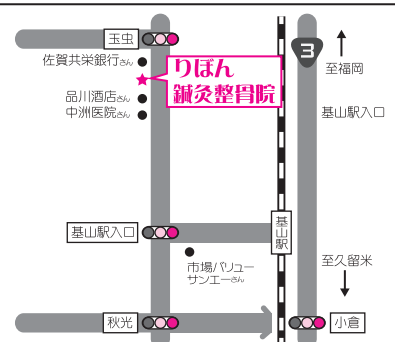 玉虫
佐賀共栄銀行さん
りぼん
鍼灸整骨院
品川酒店さん
中洲医院さん
3
至福岡
基山駅入口
基山駅入口
基山駅
市場バリュー
サンエーさん
至久留米
秋光
小倉